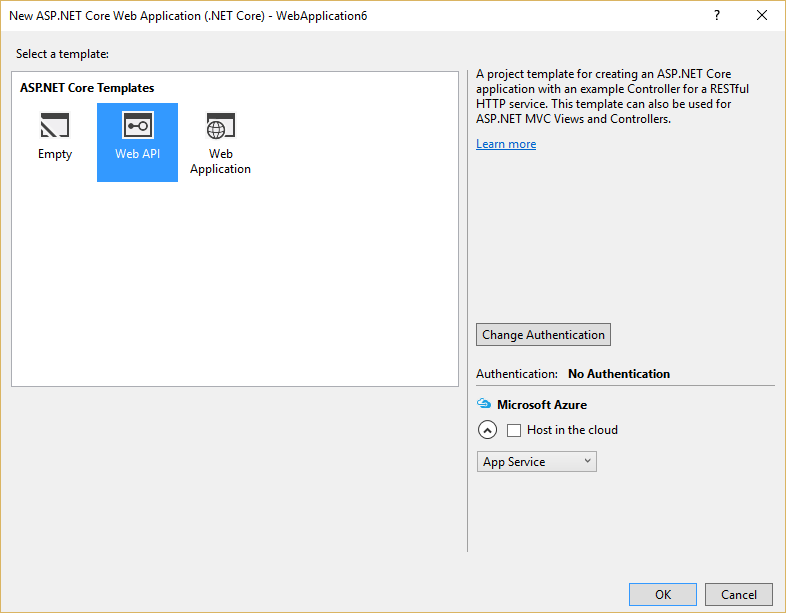 New ASP.NET Core Web Application (.NET Core) - WebApplication6
?
Select a template:
ASP.NET Core Templates
Empty
Web API
Web
Application
A project template for creating an ASP.NET Core
application with an example Controller for a RESTful
HTTP service. This template can also be used for
ASP.NET MVC Views and Controllers.
Learn more
Change Authentication
Authentication: No Authentication
Microsoft Azure
Host in the cloud
App Service
OK
Cancel